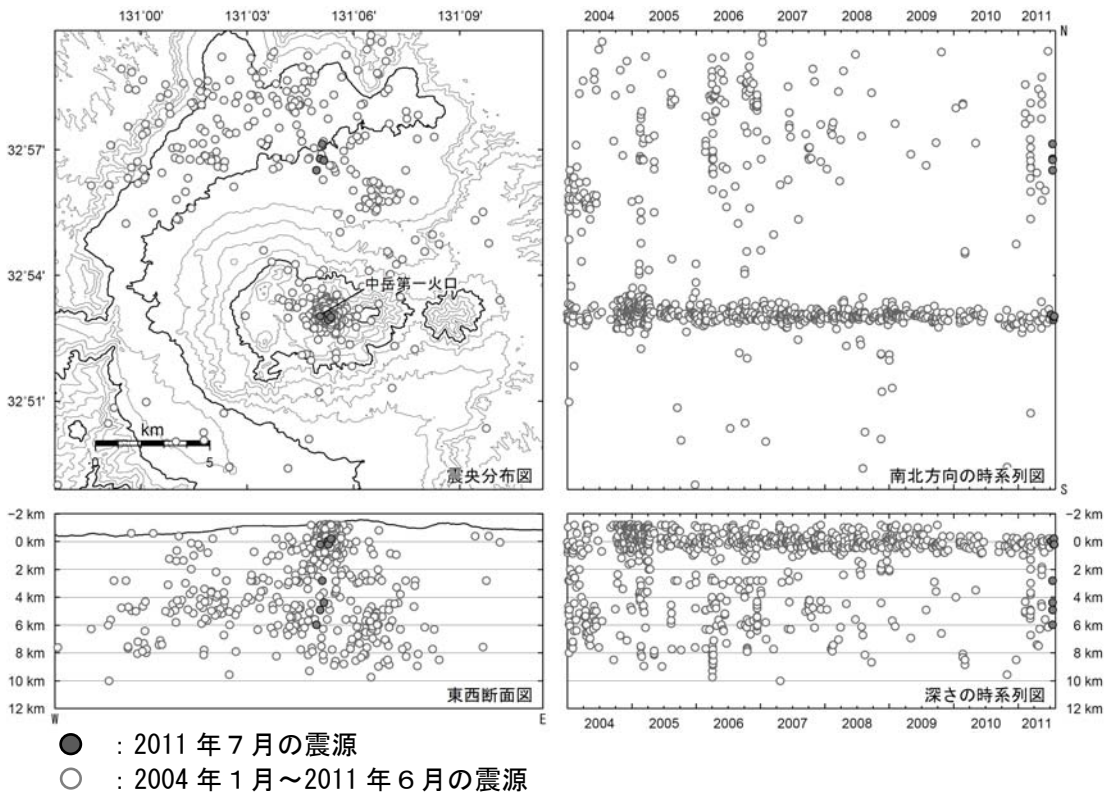 131°00' 131°03' 131°06' 131°09'
2004 2005 2006 2007 2008 2009 2010 2011
N
32°57'
32°54'
中岳第一火口
32°51'
km
0 5
震央分布図
南北方向の時系列図
S
-2 km
0 km
2 km
4 km
6 km
8 km
10 km
12 km
東西断面図
W E
-2 km
0 km
2 km
4 km
6 km
8 km
10 km
12 km
深さの時系列図
2004 2005 2006 2007 2008 2009 2010 2011
：2011 年７月の震源
：2004 年１月～2011 年６月の震源